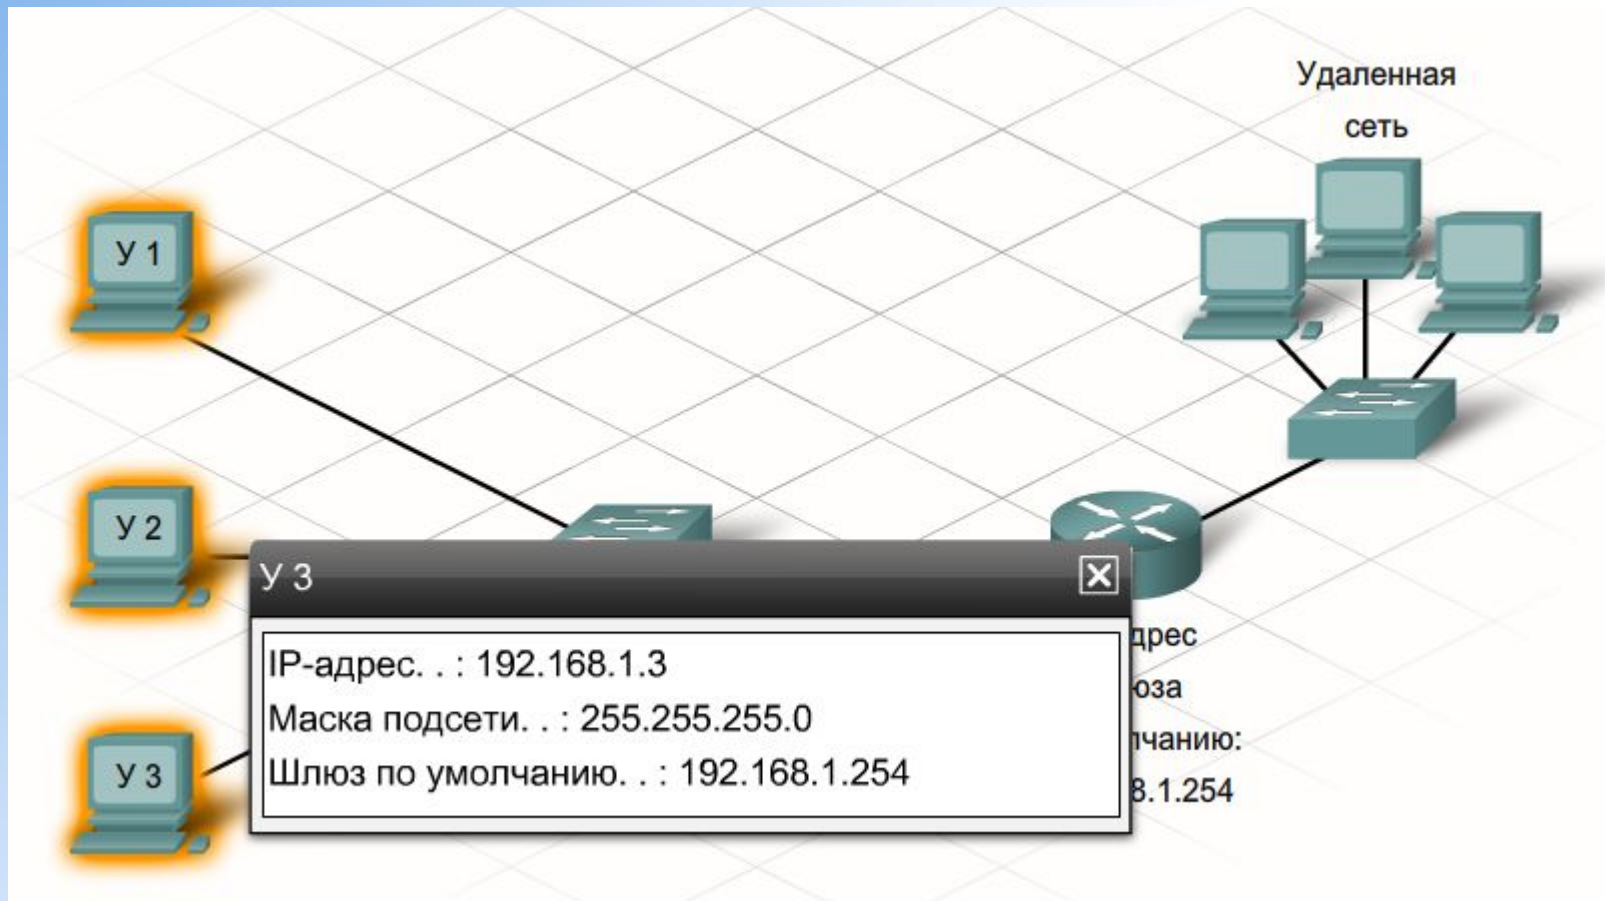 Удаленная
сеть
У 1
У 2
У 3
IP-адрес. . : 192.168.1.3
Маска подсети. . : 255.255.255.0
Шлюз по умолчанию. . : 192.168.1.254
У 3